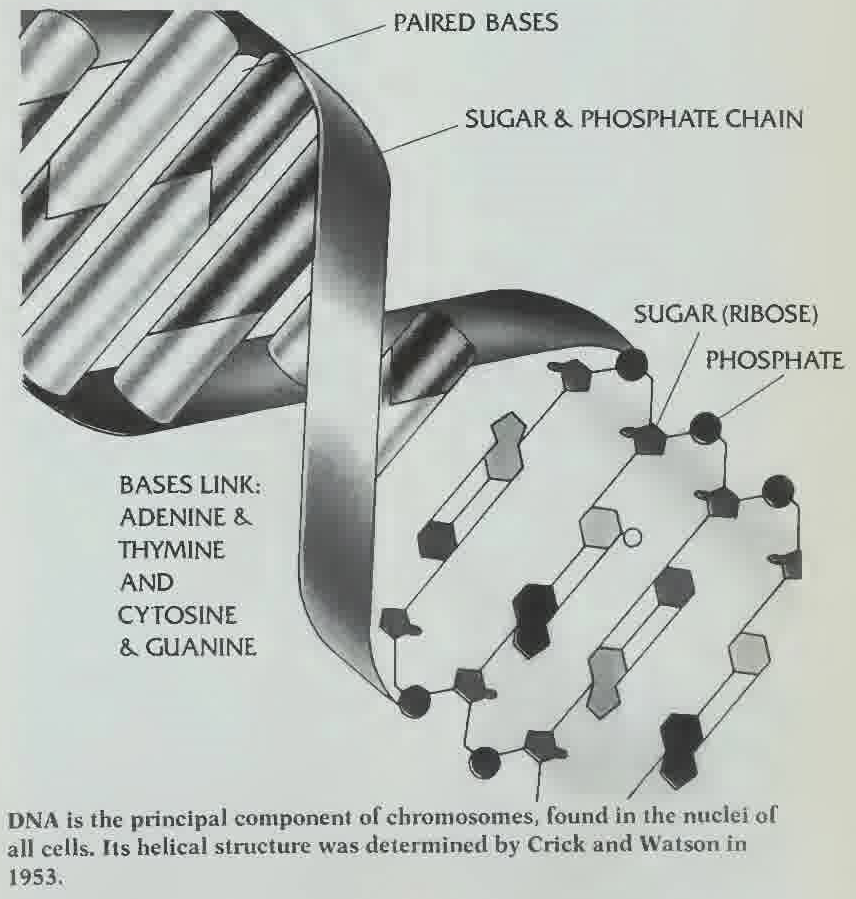 PAIRED BASES
SUGAR & PHOSPHATE CHAIN
SUGAR (RIBOSE)
PHOSPHATE
BASES LINK:
ADENINE &
THYMINE
AND
CYTOSINE
& GUANINE
DNA is the principal component of chromosomes, found in the nuclei of
all cells. Its helical structure was determined by Crick and Watson in
1953.